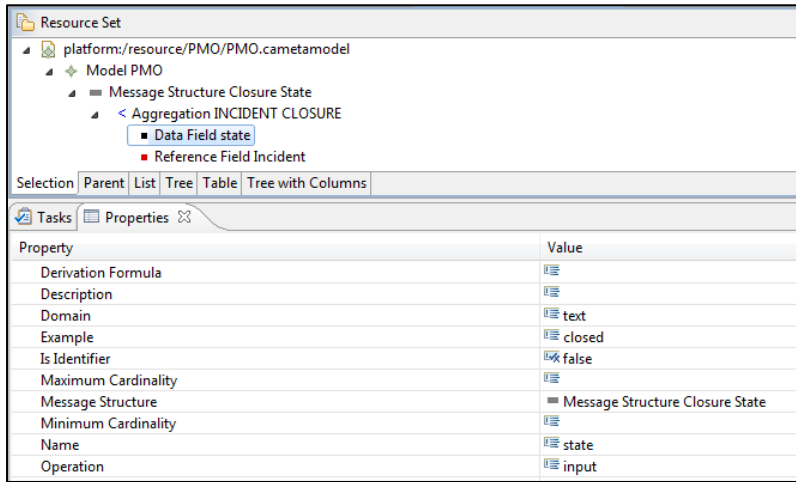 Resource Set
platform:/resource/PMO/PMO.cametamodel
Model PMO
Message Structure Closure State
< Aggregation INCIDENT CLOSURE
Data Field state
Reference Field Incident
Selection Parent List Tree Table Tree with Columns
Tasks Properties
Property Value
Derivation Formula
Description
Domain text
Example closed
Is Identifier false
Maximum Cardinality
Message Structure Message Structure Closure State
Minimum Cardinality
Name state
Operation input